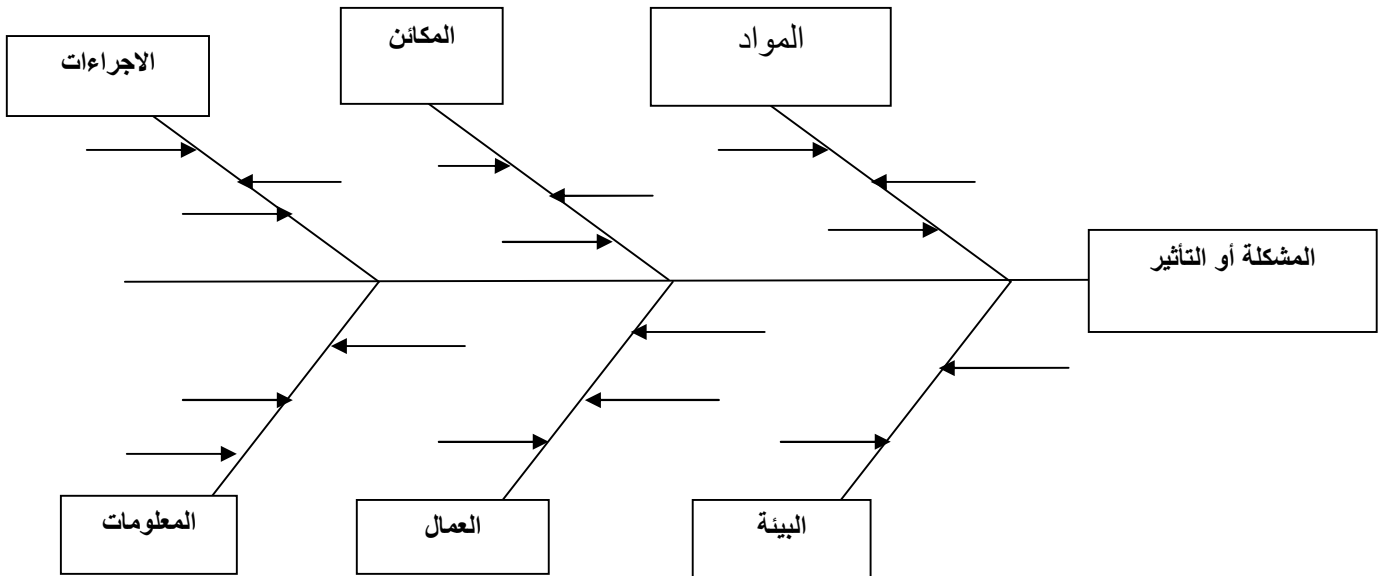 المواد
المكائن
الاجراءات
المشكلة أو التأثير
البيئة
العمال
المعلومات